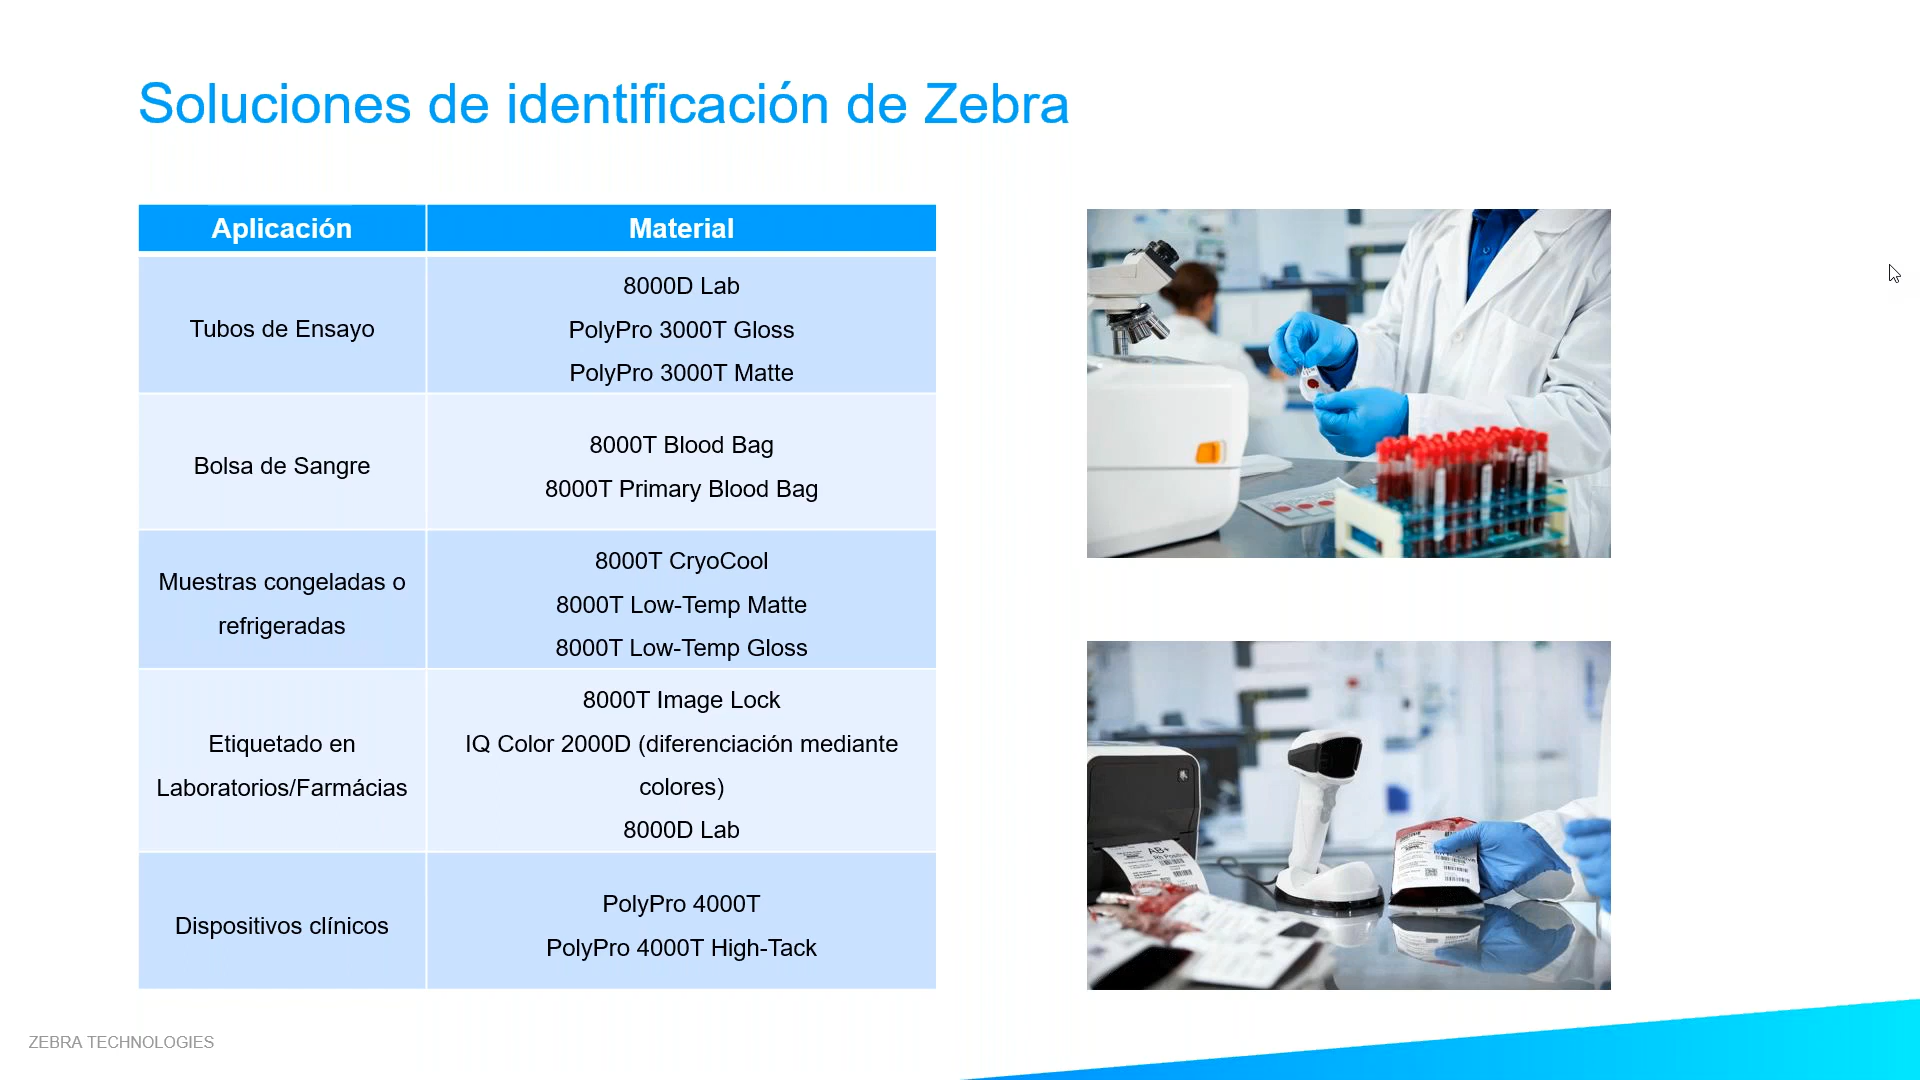 Soluciones de identificación de Zebra
Aplicación
Material
Tubos de Ensayo
8000D Lab
PolyPro 3000T Gloss
PolyPro 3000T Matte
Bolsa de Sangre
8000T Blood Bag
8000T Primary Blood Bag
Muestras congeladas o
refrigeradas
8000T CryoCool
8000T Low-Temp Matte
8000T Low-Temp Gloss
Etiquetado en
Laboratorios/Farmácias
8000T Image Lock
IQ Color 2000D (diferenciación mediante
colores)
8000D Lab
Dispositivos clínicos
PolyPro 4000T
PolyPro 4000T High-Tack
AB+
Rh Positive
ZEBRA TECHNOLOGIES